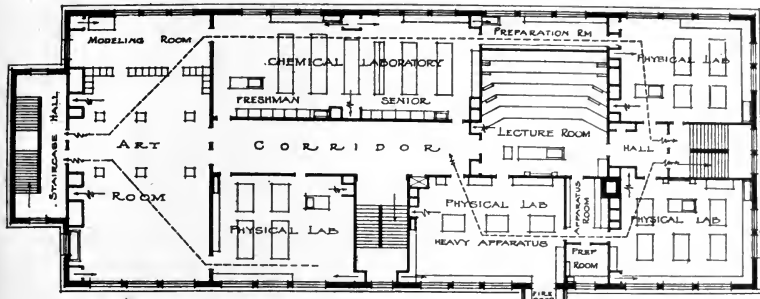 MODELING ROOM
PREPARATION RM
CHEMICAL LABORATORY
PHYSICAL LAB
FRESHMAN
SENIOR
STAIRCASE HALL
ART
ROOM
CORRIDOR
LECTURE ROOM
HALL
PHYSICAL LAB
PHYSICAL LAB
HEAVY APPARATUS
APPARATUS
ROOM
PHYSICAL LAB
PREP
ROOM
FIRE